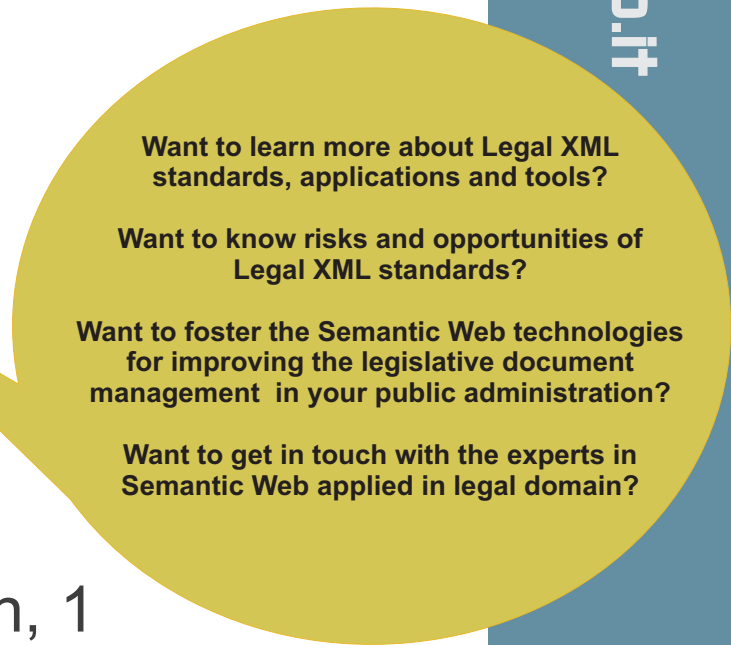 o.it
Want to learn more about Legal XML
standards, applications and tools?
Want to know risks and opportunities of
Legal XML standards?
Want to foster the Semantic Web technologies
for improving the legislative document
management  in your public administration?
Want to get in touch with the experts in
Semantic Web applied in legal domain?
n, 1